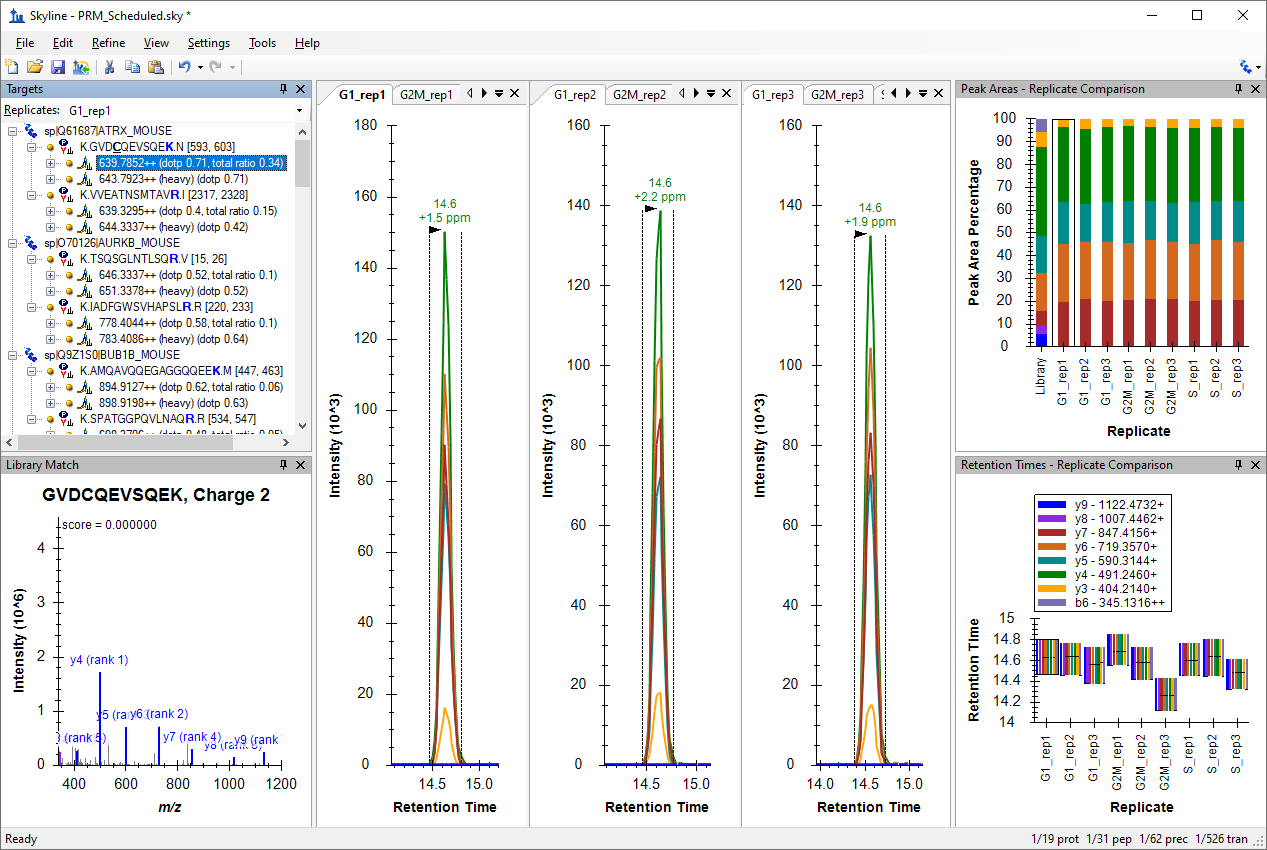 Skyline - PRM_Scheduled.sky *
File Edit Refine View Settings Tools Help
Targets
Replicates: G1_rep1
sp|Q61687|ATRX_MOUSE
K.GVDCQEVSQEK.N [593, 603]
639.7852++ (dotp 0.71, total ratio 0.34)
643.7923++ (heavy) (dotp 0.71)
K.VVEATNSMTAVR.I [2317, 2328]
639.3295++ (dotp 0.4, total ratio 0.15)
644.3337++ (heavy) (dotp 0.42)
sp|O70126|AURKB_MOUSE
K.TSQSGLNTLSQR.V [15, 26]
646.3337++ (dotp 0.52, total ratio 0.1)
651.3378++ (heavy) (dotp 0.52)
K.IADFGWSVHAPSLR.R [220, 233]
778.4044++ (dotp 0.58, total ratio 0.1)
783.4086++ (heavy) (dotp 0.64)
sp|Q9Z1S0|BUB1B_MOUSE
K.AMQAVQQEGAGGQQEEK.M [447, 463]
894.9127++ (dotp 0.62, total ratio 0.06)
898.9198++ (heavy) (dotp 0.63)
K.SPATGGPQVLNAQR.R [534, 547]
Library Match
GVDCQEVSQEK, Charge 2
score = 0.000000
4
3
2
1
0
Intensity (10^6)
y4 (rank 1)
y6 (rank 2)
y7 (rank 4)
y9 (rank
400 600 800 1000 1200
m/z
G1_rep1 G2M_rep1
180
160
140
120
100
80
60
40
20
0
Intensity (10^3)
14.6
+1.5 ppm
14.5 15.0
Retention Time
G1_rep2 G2M_rep2
160
140
120
100
80
60
40
20
0
Intensity (10^3)
14.6
+2.2 ppm
14.5 15.0
Retention Time
G1_rep3 G2M_rep3
160
140
120
100
80
60
40
20
0
Intensity (10^3)
14.6
+1.9 ppm
14.0 14.5 15.0
Retention Time
Peak Areas - Replicate Comparison
100
90
80
70
60
50
40
30
20
10
0
Peak Area Percentage
Library G1_rep1 G1_rep2 G1_rep3 G2M_rep1 G2M_rep2 G2M_rep3 S_rep1 S_rep2 S_rep3
Replicate
Retention Times - Replicate Comparison
y9 - 1122.4732+
y8 - 1007.4462+
y7 - 847.4156+
y6 - 719.3570+
y5 - 590.3144+
y4 - 491.2460+
y3 - 404.2140+
b6 - 345.1316++
15
14.8
14.6
14.4
14.2
14
Retention Time
G1_rep1 G1_rep2 G1_rep3 G2M_rep1 G2M_rep2 G2M_rep3 S_rep1 S_rep2 S_rep3
Replicate
Ready
1/19 prot 1/31 pep 1/62 prec 1/526 tran